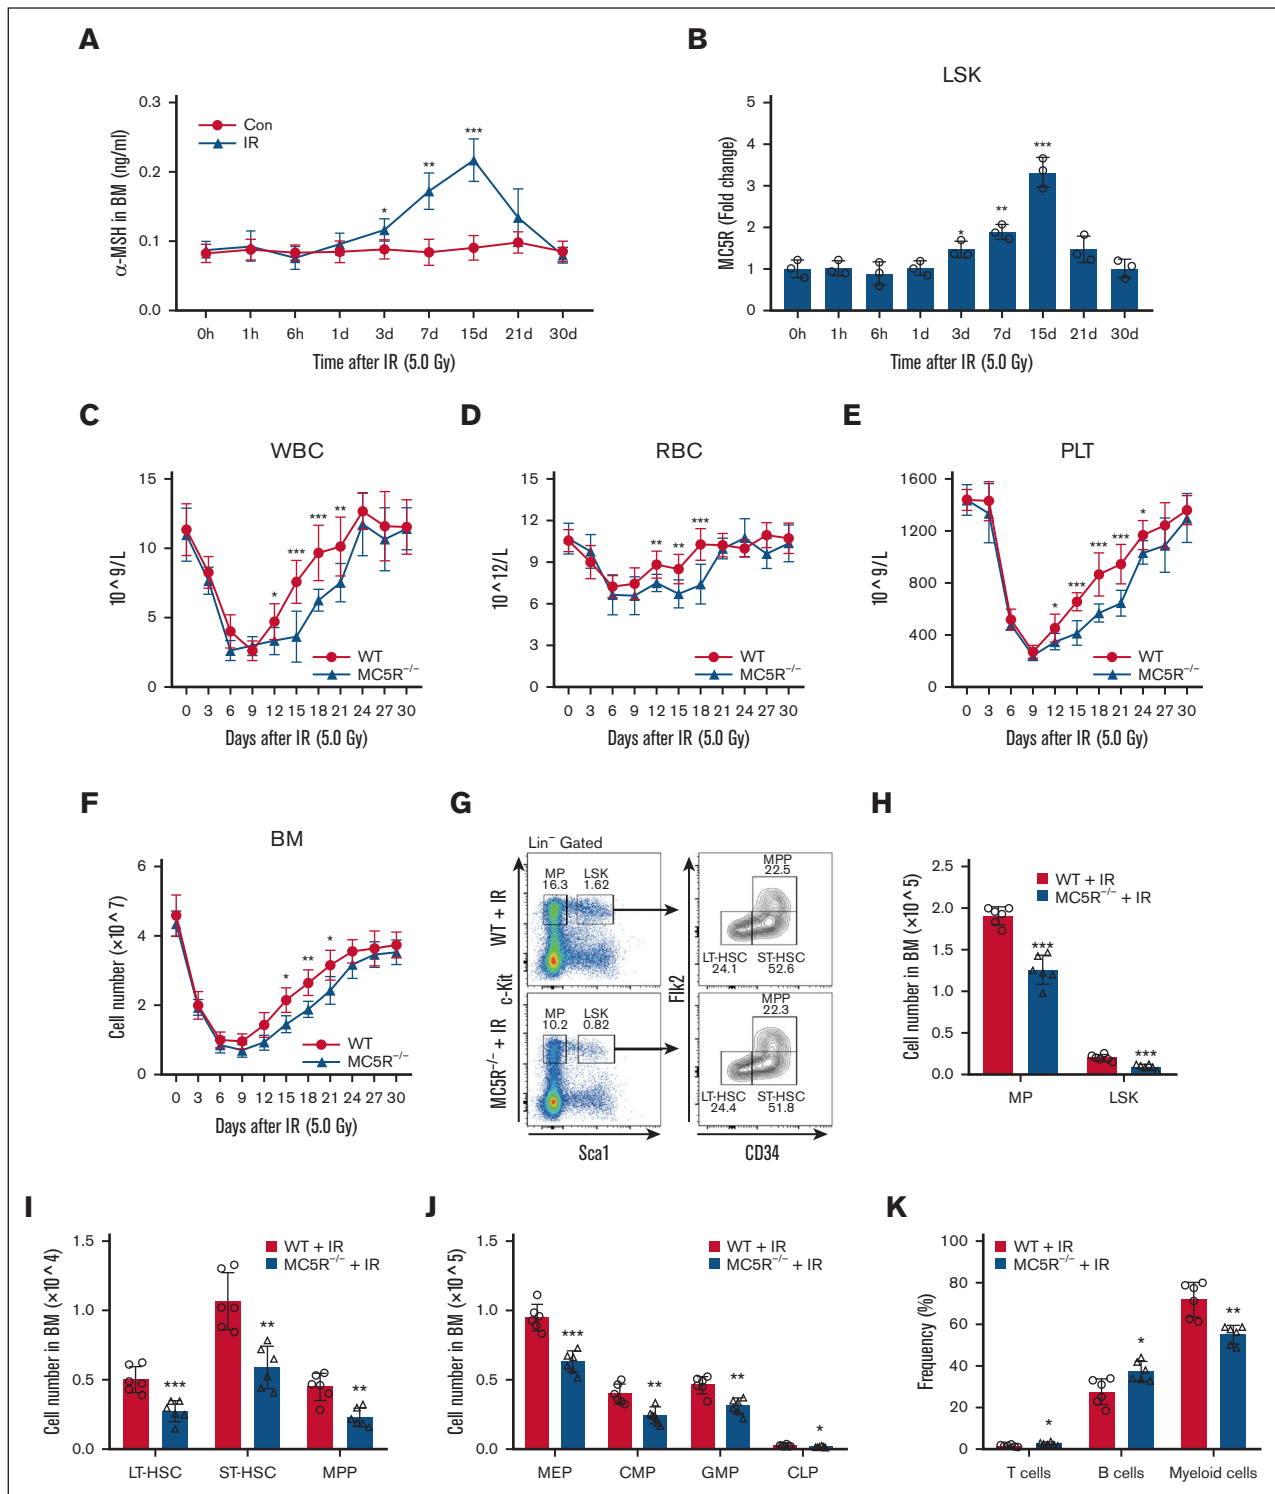 A
α-MSH in BM (ng/ml)
0.3
0.2
0.1
0.0
Con
IR
*
**
***
0h 1h 6h 1d 3d 7d 15d 21d 30d
Time after IR (5.0 Gy)
B
LSK
MC5R (Fold change)
5
4
3
2
1
0
*
**
***
0h 1h 6h 1d 3d 7d 15d 21d 30d
Time after IR (5.0 Gy)
C
WBC
10^9/L
15
10
5
0
*
***
***
**
WT
MC5R−/−
0 3 6 9 12 15 18 21 24 27 30
Days after IR (5.0 Gy)
D
RBC
10^12/L
15
12
9
6
3
0
**
**
***
WT
MC5R−/−
0 3 6 9 12 15 18 21 24 27 30
Days after IR (5.0 Gy)
E
PLT
10^9/L
1600
1200
800
400
0
*
***
***
***
*
WT
MC5R−/−
0 3 6 9 12 15 18 21 24 27 30
Days after IR (5.0 Gy)
F
BM
Cell number (×10^7)
6
4
2
0
*
**
*
WT
MC5R−/−
0 3 6 9 12 15 18 21 24 27 30
Days after IR (5.0 Gy)
G
Lin− Gated
WT + IR
MC5R−/− + IR
c-Kit
MP
16.3
LSK
1.62
MP
10.2
LSK
0.82
Sca1
Flk2
MPP
22.5
LT-HSC
24.1
ST-HSC
52.6
MPP
22.3
LT-HSC
24.4
ST-HSC
51.8
CD34
H
Cell number in BM (×10^5)
2.5
2.0
1.5
1.0
0.5
0.0
WT + IR
MC5R−/− + IR
***
***
MP LSK
I
Cell number in BM (×10^4)
1.5
1.0
0.5
0.0
WT + IR
MC5R−/− + IR
***
**
**
LT-HSC ST-HSC MPP
J
Cell number in BM (×10^5)
1.5
1.0
0.5
0.0
WT + IR
MC5R−/− + IR
***
**
**
*
MEP CMP GMP CLP
K
Frequency (%)
100
80
60
40
20
0
WT + IR
MC5R−/− + IR
*
*
**
T cells B cells Myeloid cells